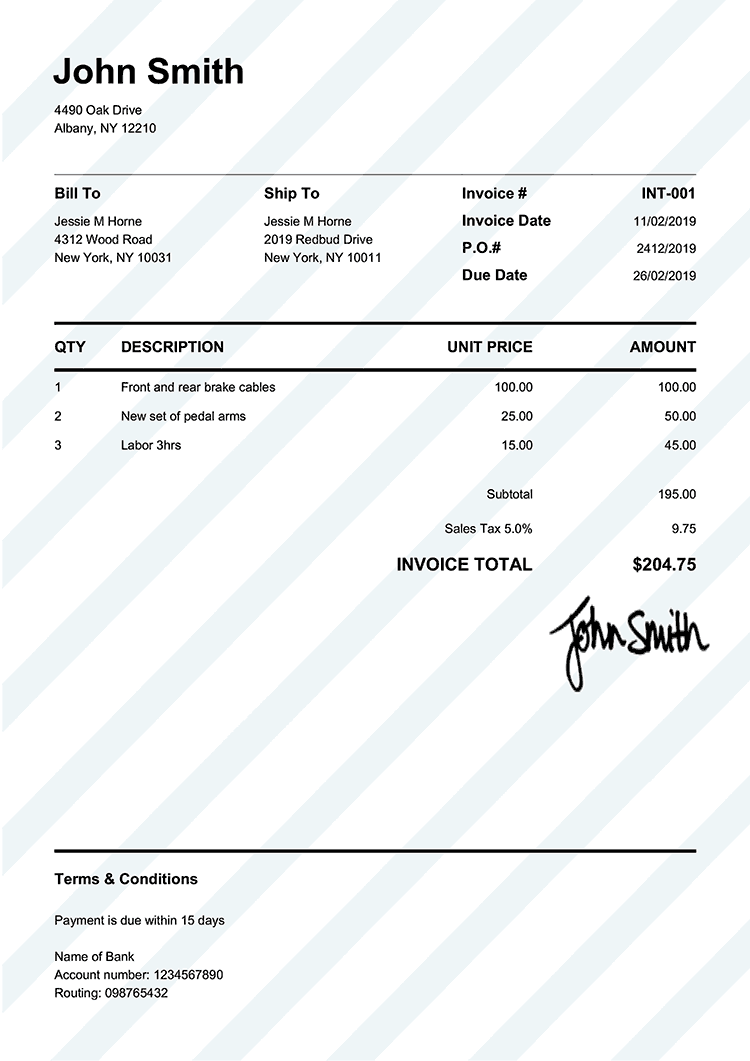 John Smith
4490 Oak Drive
Albany, NY 12210
Bill To
Jessie M Horne
4312 Wood Road
New York, NY 10031
Ship To
Jessie M Horne
2019 Redbud Drive
New York, NY 10011
Invoice # INT-001
Invoice Date 11/02/2019
P.O.# 2412/2019
Due Date 26/02/2019
QTY DESCRIPTION UNIT PRICE AMOUNT
1 Front and rear brake cables 100.00 100.00
2 New set of pedal arms 25.00 50.00
3 Labor 3hrs 15.00 45.00
Subtotal 195.00
Sales Tax 5.0% 9.75
INVOICE TOTAL $204.75
John Smith
Terms & Conditions
Payment is due within 15 days
Name of Bank
Account number: 1234567890
Routing: 098765432